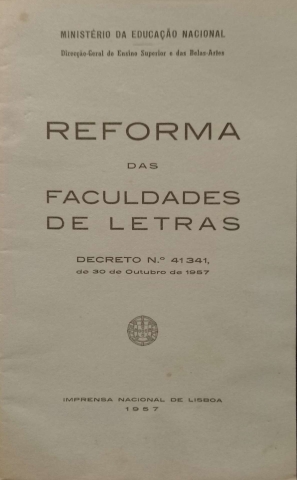 MINISTÉRIO DA EDUCAÇÃO NACIONAL
Direcção-Geral do Ensino Superior e das Belas-Artes
REFORMA
DAS
FACULDADES
DE LETRAS
DECRETO N.º 41 341,
de 30 de Outubro de 1957
IMPRENSA NACIONAL DE LISBOA
1957